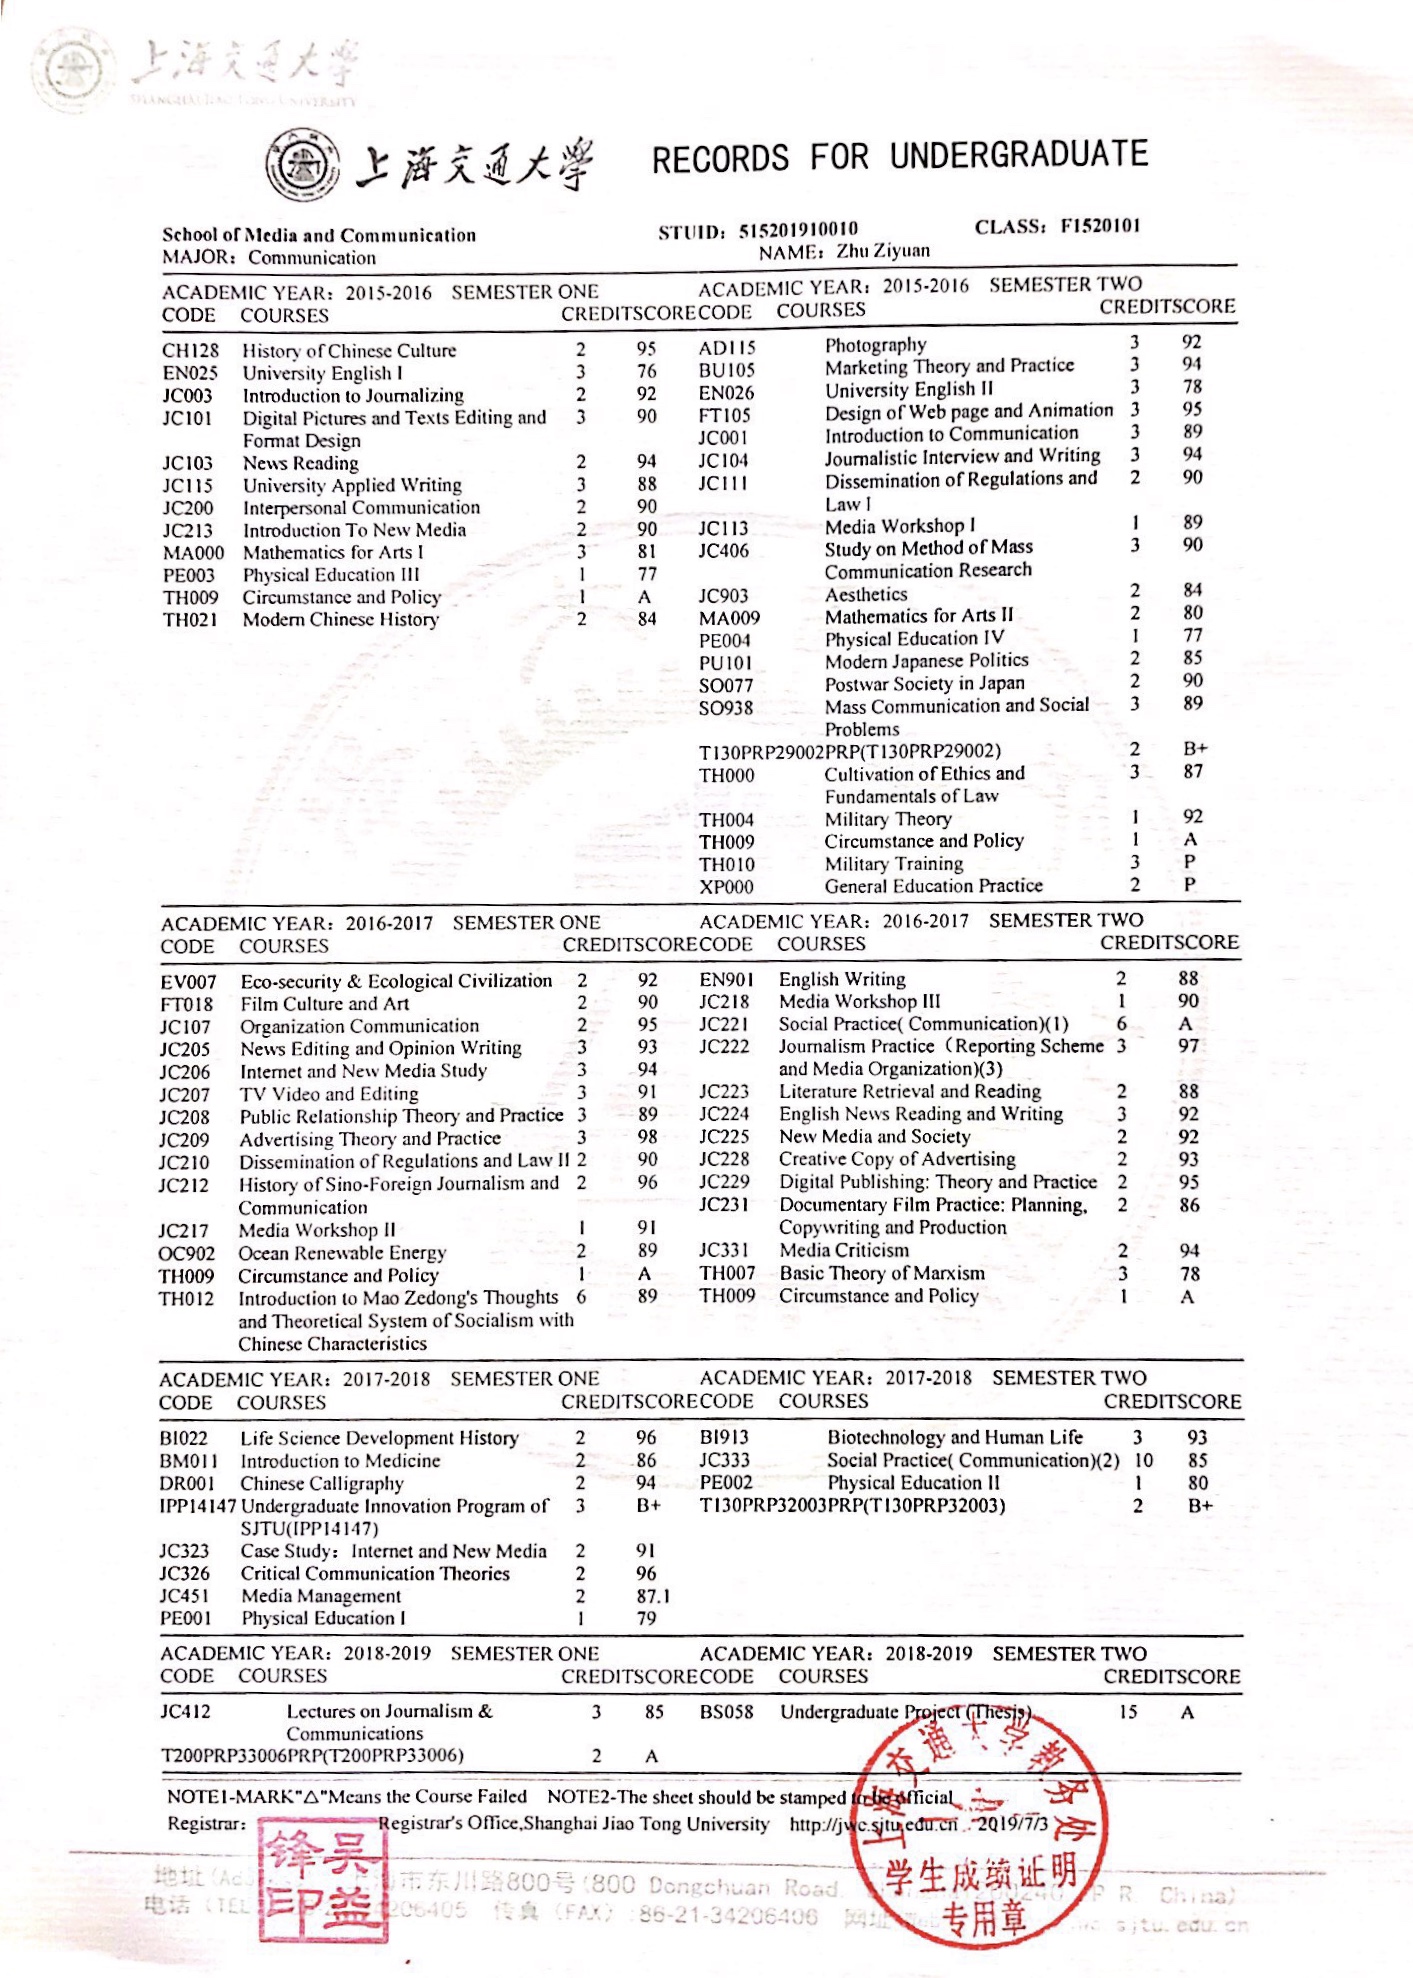 上海交通大学
SHANGHAI JIAO TONG UNIVERSITY
上海交通大学 RECORDS FOR UNDERGRADUATE
School of Media and Communication STUID: 515201910010 CLASS: F1520101
MAJOR: Communication NAME: Zhu Ziyuan
ACADEMIC YEAR: 2015-2016 SEMESTER ONE
CODE COURSES CREDITSCORE
CH128 History of Chinese Culture 2 95
EN025 University English I 3 76
JC003 Introduction to Journalizing 2 92
JC101 Digital Pictures and Texts Editing and 3 90
Format Design
JC103 News Reading 2 94
JC115 University Applied Writing 3 88
JC200 Interpersonal Communication 2 90
JC213 Introduction To New Media 2 90
MA000 Mathematics for Arts I 3 81
PE003 Physical Education III 1 77
TH009 Circumstance and Policy 1 A
TH021 Modern Chinese History 2 84
ACADEMIC YEAR: 2015-2016 SEMESTER TWO
CODE COURSES CREDITSCORE
AD115 Photography 3 92
BU105 Marketing Theory and Practice 3 94
EN026 University English II 3 78
FT105 Design of Web page and Animation 3 95
JC001 Introduction to Communication 3 89
JC104 Journalistic Interview and Writing 3 94
JC111 Dissemination of Regulations and 2 90
Law I
JC113 Media Workshop I 1 89
JC406 Study on Method of Mass 3 90
Communication Research
JC903 Aesthetics 2 84
MA009 Mathematics for Arts II 2 80
PE004 Physical Education IV 1 77
PU101 Modern Japanese Politics 2 85
SO077 Postwar Society in Japan 2 90
SO938 Mass Communication and Social 3 89
Problems
T130PRP29002PRP(T130PRP29002) 2 B+
TH000 Cultivation of Ethics and 3 87
Fundamentals of Law
TH004 Military Theory 1 92
TH009 Circumstance and Policy 1 A
TH010 Military Training 3 P
XP000 General Education Practice 2 P
ACADEMIC YEAR: 2016-2017 SEMESTER ONE
CODE COURSES CREDITSCORE
EV007 Eco-security & Ecological Civilization 2 92
FT018 Film Culture and Art 2 90
JC107 Organization Communication 2 95
JC205 News Editing and Opinion Writing 3 93
JC206 Internet and New Media Study 3 94
JC207 TV Video and Editing 3 91
JC208 Public Relationship Theory and Practice 3 89
JC209 Advertising Theory and Practice 3 98
JC210 Dissemination of Regulations and Law II 2 90
JC212 History of Sino-Foreign Journalism and 2 96
Communication
JC217 Media Workshop II 1 91
OC902 Ocean Renewable Energy 2 89
TH009 Circumstance and Policy 1 A
TH012 Introduction to Mao Zedong's Thoughts 6 89
and Theoretical System of Socialism with
Chinese Characteristics
ACADEMIC YEAR: 2016-2017 SEMESTER TWO
CODE COURSES CREDITSCORE
EN901 English Writing 2 88
JC218 Media Workshop III 1 90
JC221 Social Practice( Communication)(1) 6 A
JC222 Journalism Practice（Reporting Scheme 3 97
and Media Organization)(3)
JC223 Literature Retrieval and Reading 2 88
JC224 English News Reading and Writing 3 92
JC225 New Media and Society 2 92
JC228 Creative Copy of Advertising 2 93
JC229 Digital Publishing: Theory and Practice 2 95
JC231 Documentary Film Practice: Planning, 2 86
Copywriting and Production
JC331 Media Criticism 2 94
TH007 Basic Theory of Marxism 3 78
TH009 Circumstance and Policy 1 A
ACADEMIC YEAR: 2017-2018 SEMESTER ONE
CODE COURSES CREDITSCORE
BI022 Life Science Development History 2 96
BM011 Introduction to Medicine 2 86
DR001 Chinese Calligraphy 2 94
IPP14147 Undergraduate Innovation Program of 3 B+
SJTU(IPP14147)
JC323 Case Study: Internet and New Media 2 91
JC326 Critical Communication Theories 2 96
JC451 Media Management 2 87.1
PE001 Physical Education I 1 79
ACADEMIC YEAR: 2017-2018 SEMESTER TWO
CODE COURSES CREDITSCORE
BI913 Biotechnology and Human Life 3 93
JC333 Social Practice( Communication)(2) 10 85
PE002 Physical Education II 1 80
T130PRP32003PRP(T130PRP32003) 2 B+
ACADEMIC YEAR: 2018-2019 SEMESTER ONE
CODE COURSES CREDITSCORE
JC412 Lectures on Journalism & 3 85
Communications
T200PRP33006PRP(T200PRP33006) 2 A
ACADEMIC YEAR: 2018-2019 SEMESTER TWO
CODE COURSES CREDITSCORE
BS058 Undergraduate Project (Thesis) 15 A
NOTE1-MARK"△"Means the Course Failed NOTE2-The sheet should be stamped to be official
Registrar: Registrar's Office,Shanghai Jiao Tong University http://jwc.sjtu.edu.cn 2019/7/3
吴益锋印
上海交通大学教务处
学生成绩证明
专用章
地址 海市东川路800号(800 Dongchuan Road, P R. China)
电话 (TEL 34206405 传真 (FAX) :86-21-34206406 网址 sjtu.edu.cn